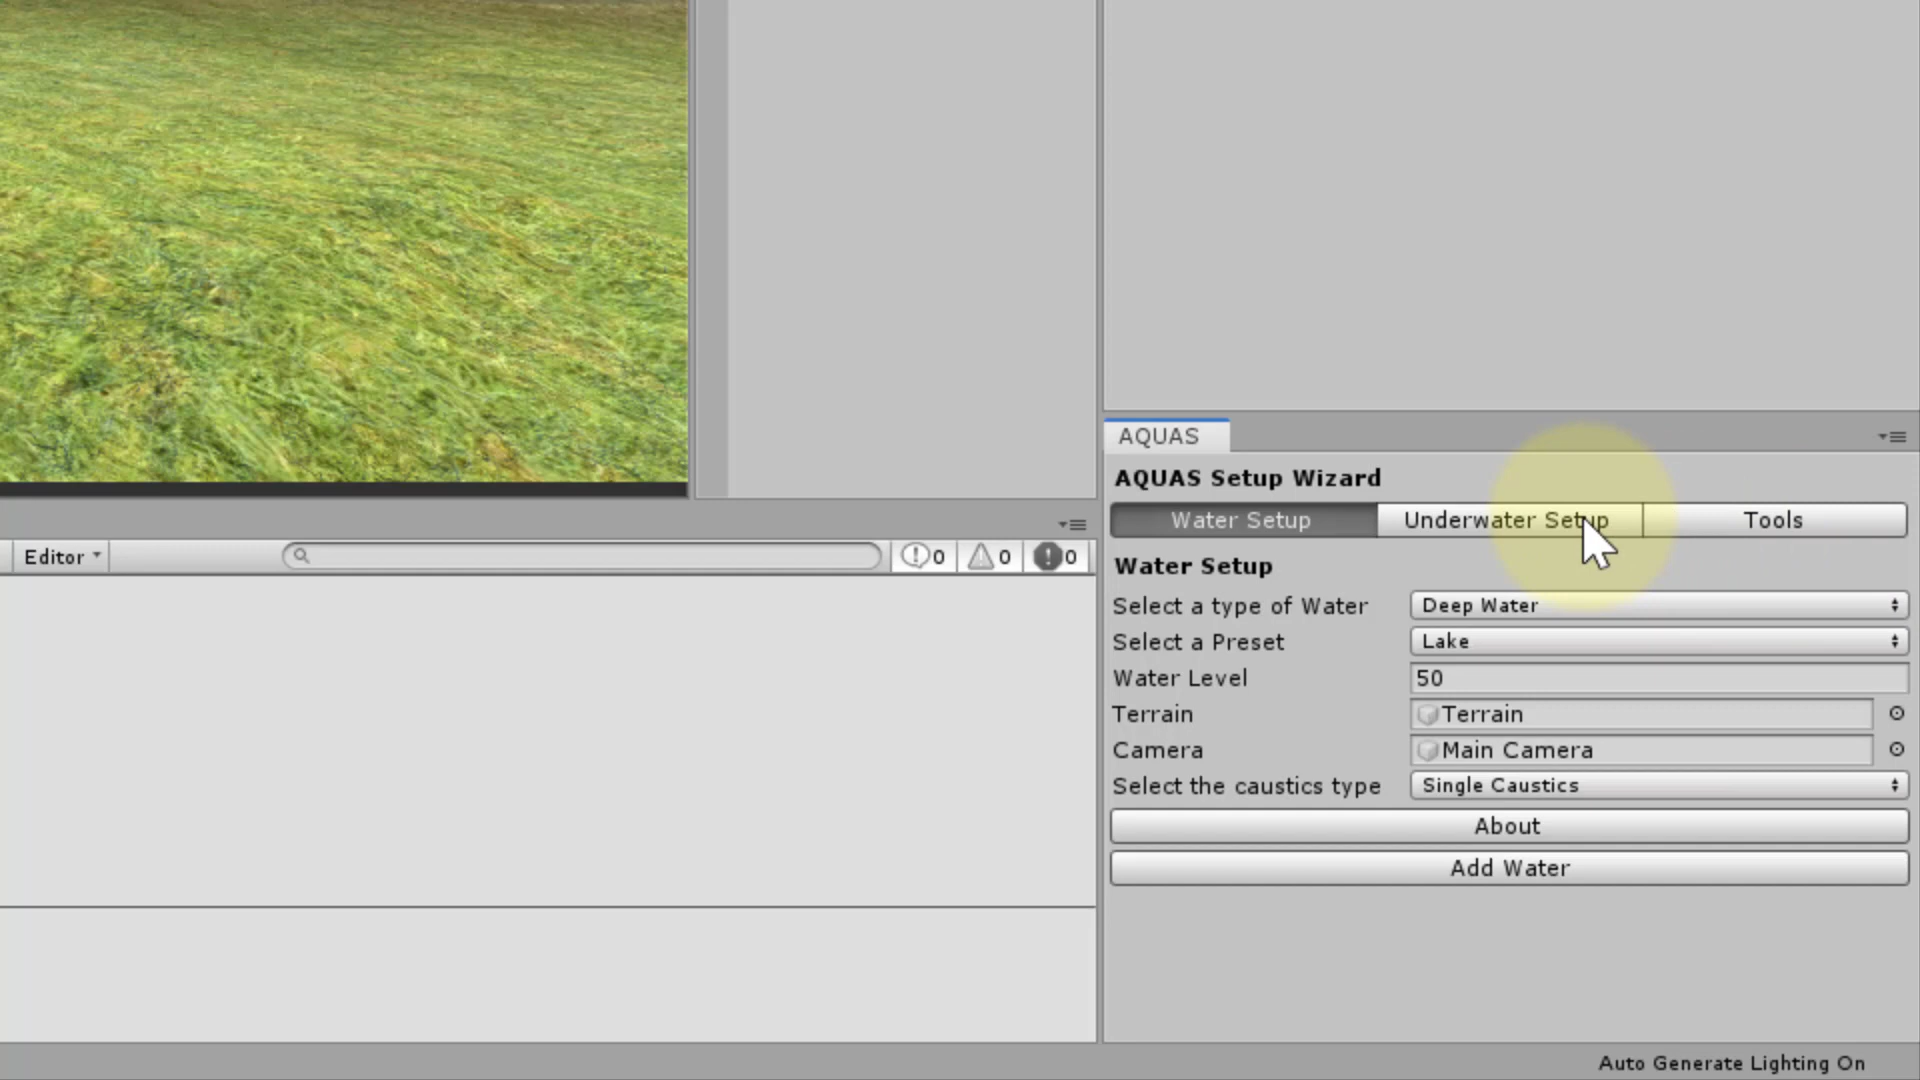 AQUAS
AQUAS Setup Wizard
Water Setup Underwater Setup Tools
Editor 0 0 0
Water Setup
Select a type of Water Deep Water
Select a Preset Lake
Water Level 50
Terrain Terrain
Camera Main Camera
Select the caustics type Single Caustics
About
Add Water
Auto Generate Lighting On